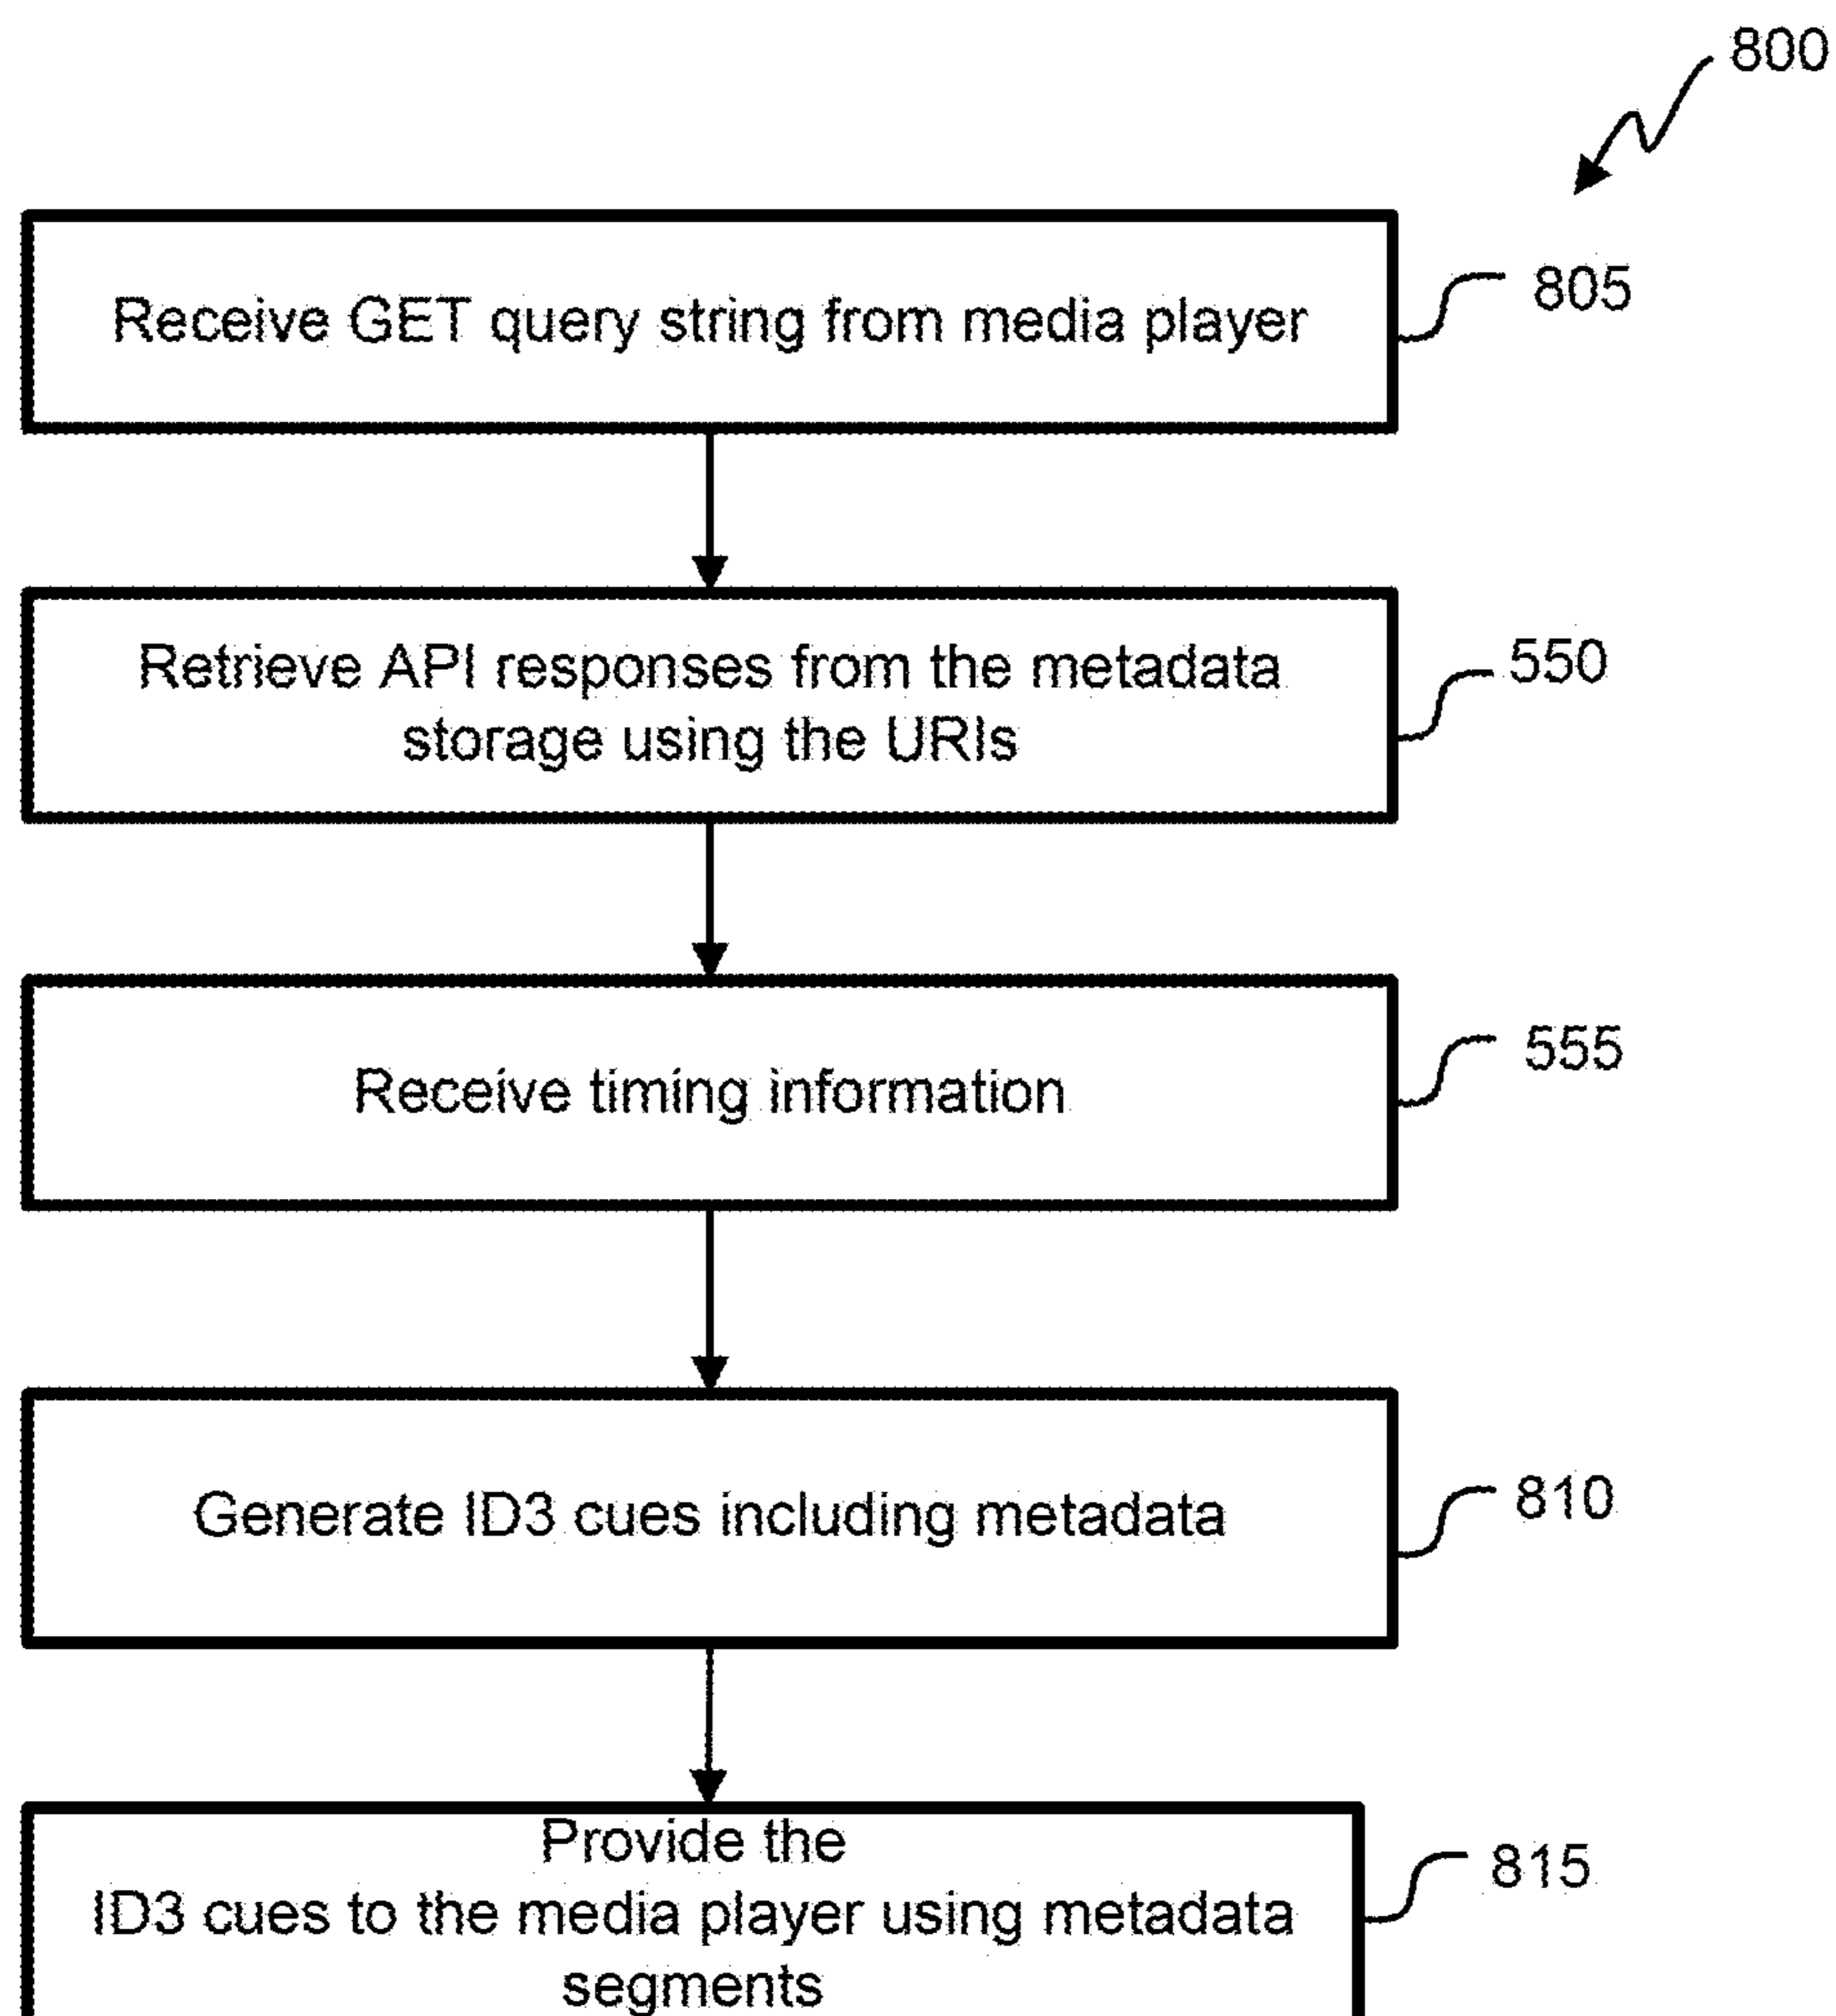 800
Receive GET query string from media player
805
Retrieve API responses from the metadata
storage using the URIs
550
Receive timing information
555
Generate ID3 cues including metadata
810
Provide the
ID3 cues to the media player using metadata
segments
815